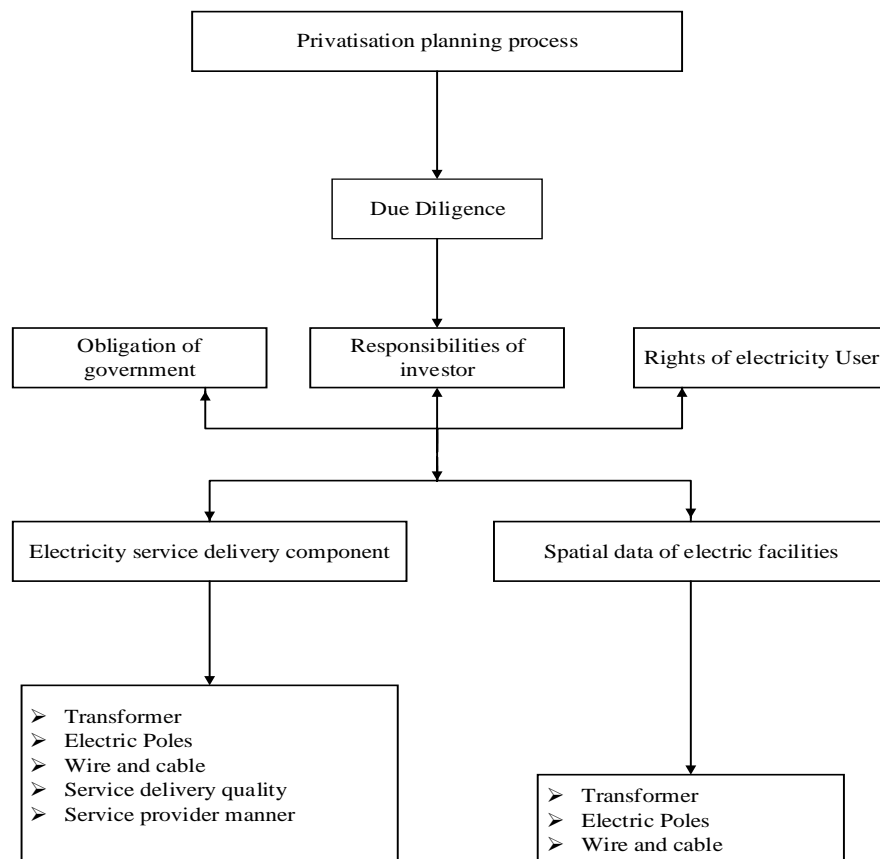 Privatisation planning process
Due Diligence
Obligation of
government
Responsibilities of
investor
Rights of electricity User
Electricity service delivery component
Spatial data of electric facilities
➢ Transformer
➢ Electric Poles
➢ Wire and cable
➢ Service delivery quality
➢ Service provider manner
➢ Transformer
➢ Electric Poles
➢ Wire and cable